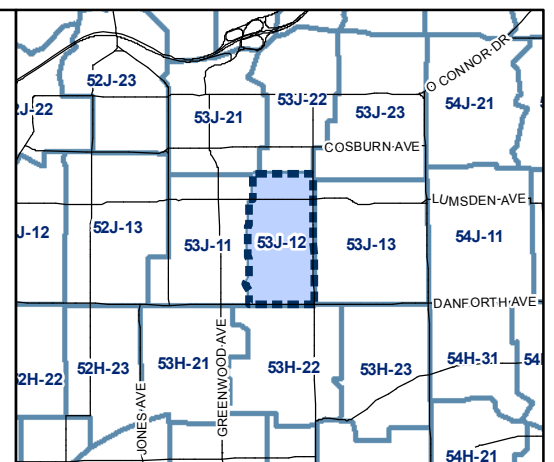 O CONNOR DR
52J-23
53J-22
54J-21
J-22
53J-21
53J-23
COSBURN AVE
LUMSDEN AVE
J-12
52J-13
53J-11
53J-12
53J-13
54J-11
DANFORTH AVE
GREENWOOD AVE
JONES AVE
52H-23
53H-21
53H-22
53H-23
54H-31
54
2H-22
54H-21